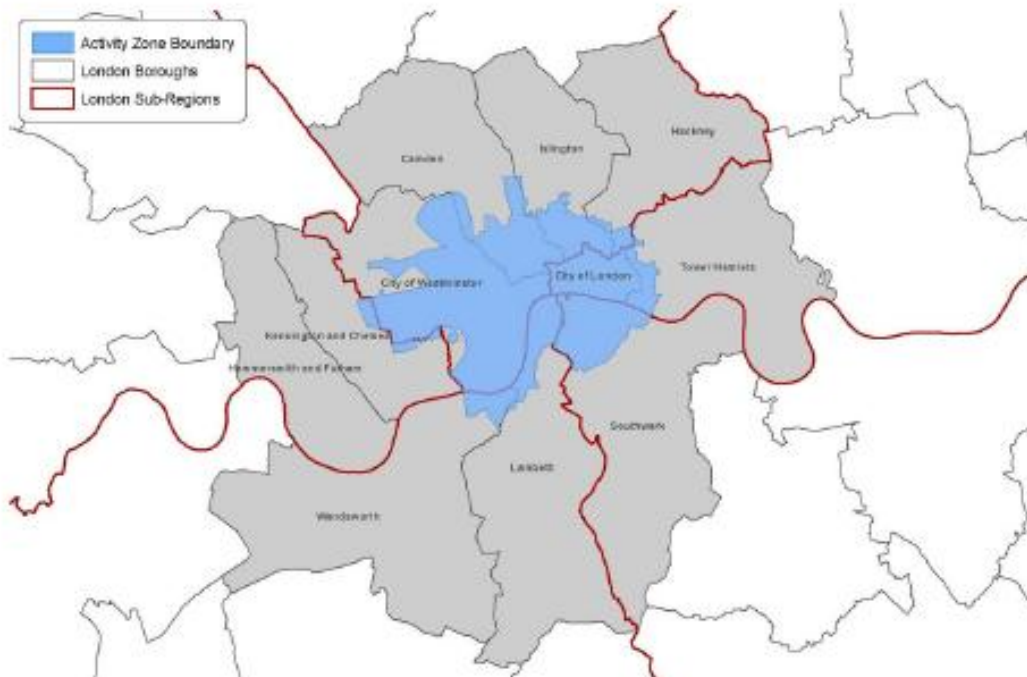 Activity Zone Boundary
London Boroughs
London Sub-Regions
Hackney
Islington
Camden
Tower Hamlets
City of London
City of Westminster
Kensington and Chelsea
Hammersmith and Fulham
Southwark
Lambeth
Wandsworth